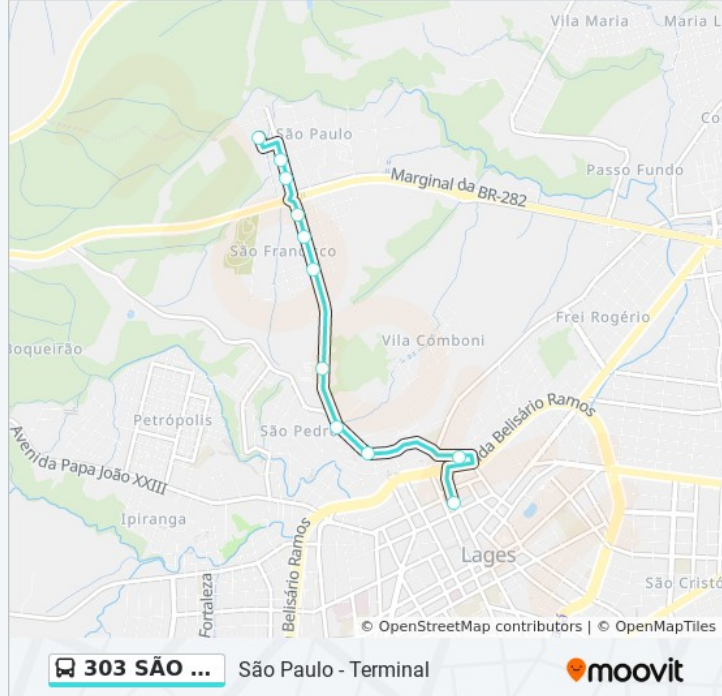 Vila Maria
Maria L
Co
São Paulo
Passo Fundo
Marginal da BR-282
São Francisco
Frei Rogério
Vila Comboni
Boqueirão
da Belisário Ramos
Petrópolis
São Pedro
Avenida Papa João XXIII
Ipiranga
Belisário Ramos
Lages
Fortaleza
São Cristó
© OpenStreetMap contributors | © OpenMapTiles
303 SÃO ...
São Paulo - Terminal
moovit